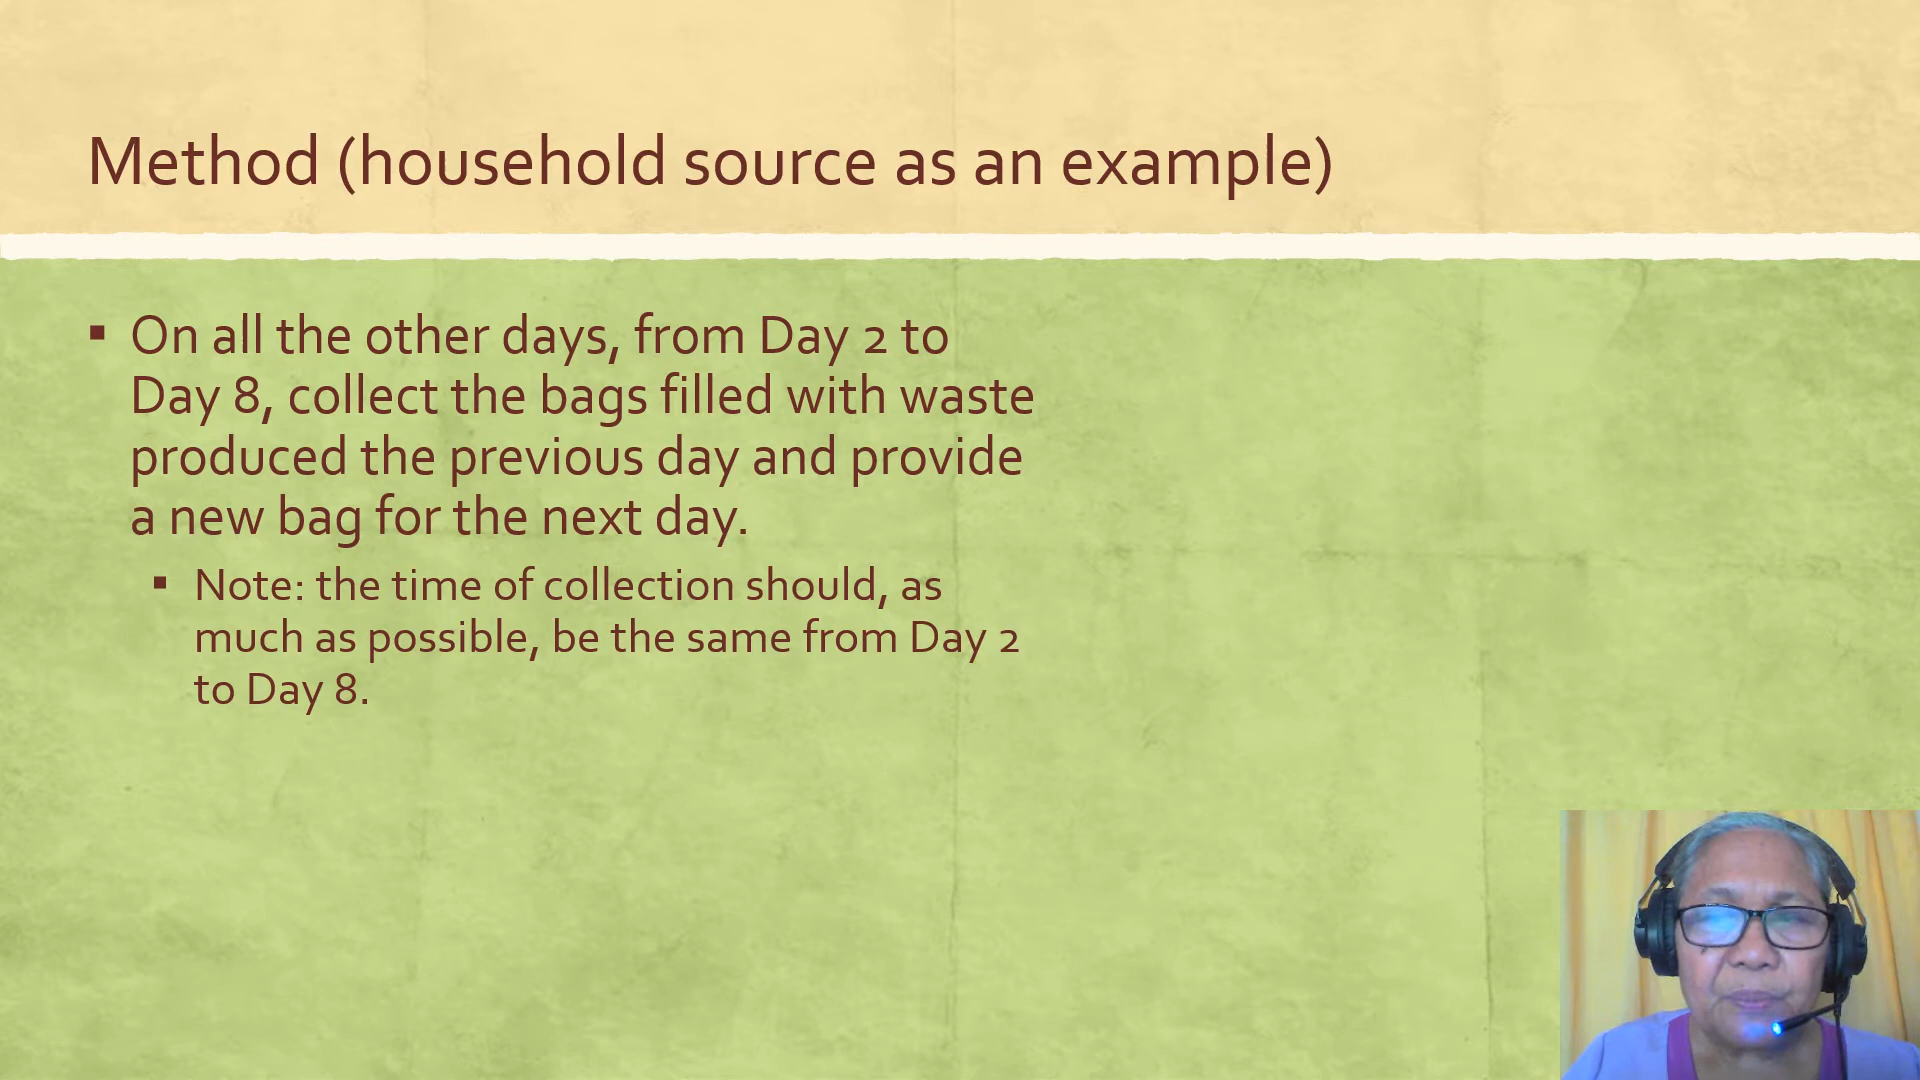 Method (household source as an example)
▪ On all the other days, from Day 2 to
Day 8, collect the bags filled with waste
produced the previous day and provide
a new bag for the next day.
▪ Note: the time of collection should, as
much as possible, be the same from Day 2
to Day 8.